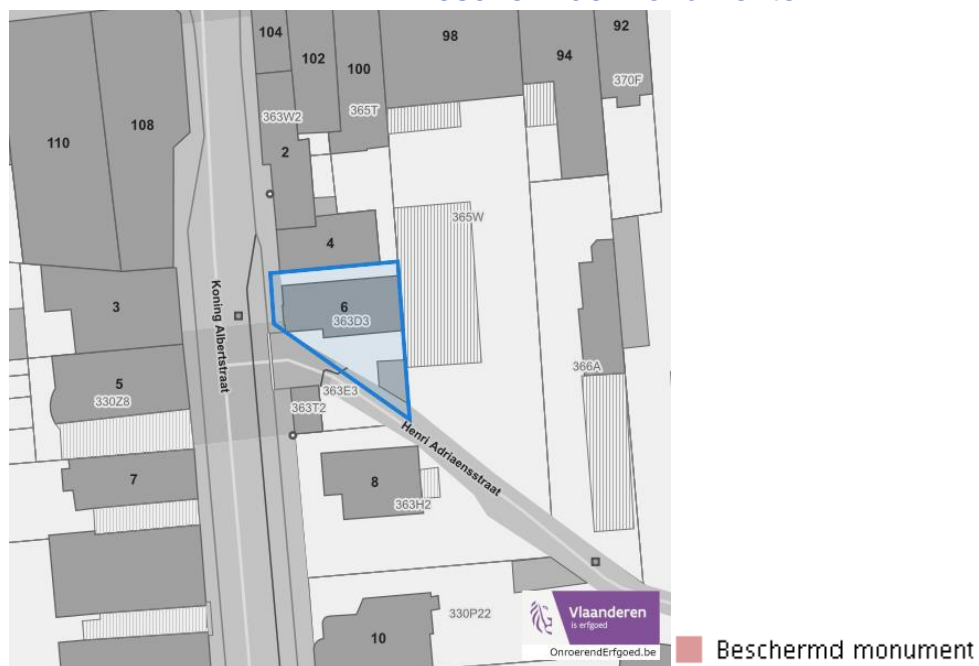 104
102
100
98
94
92
370F
365T
363W2
108
110
2
365W
4
3
Koning Albertstraat
6
363D3
366A
5
330Z8
363E3
363T2
Henri Adriaensstraat
7
8
363H2
330P22
10
Vlaanderen
is erfgoed
OnroerendErfgoed.be
Beschermd monument